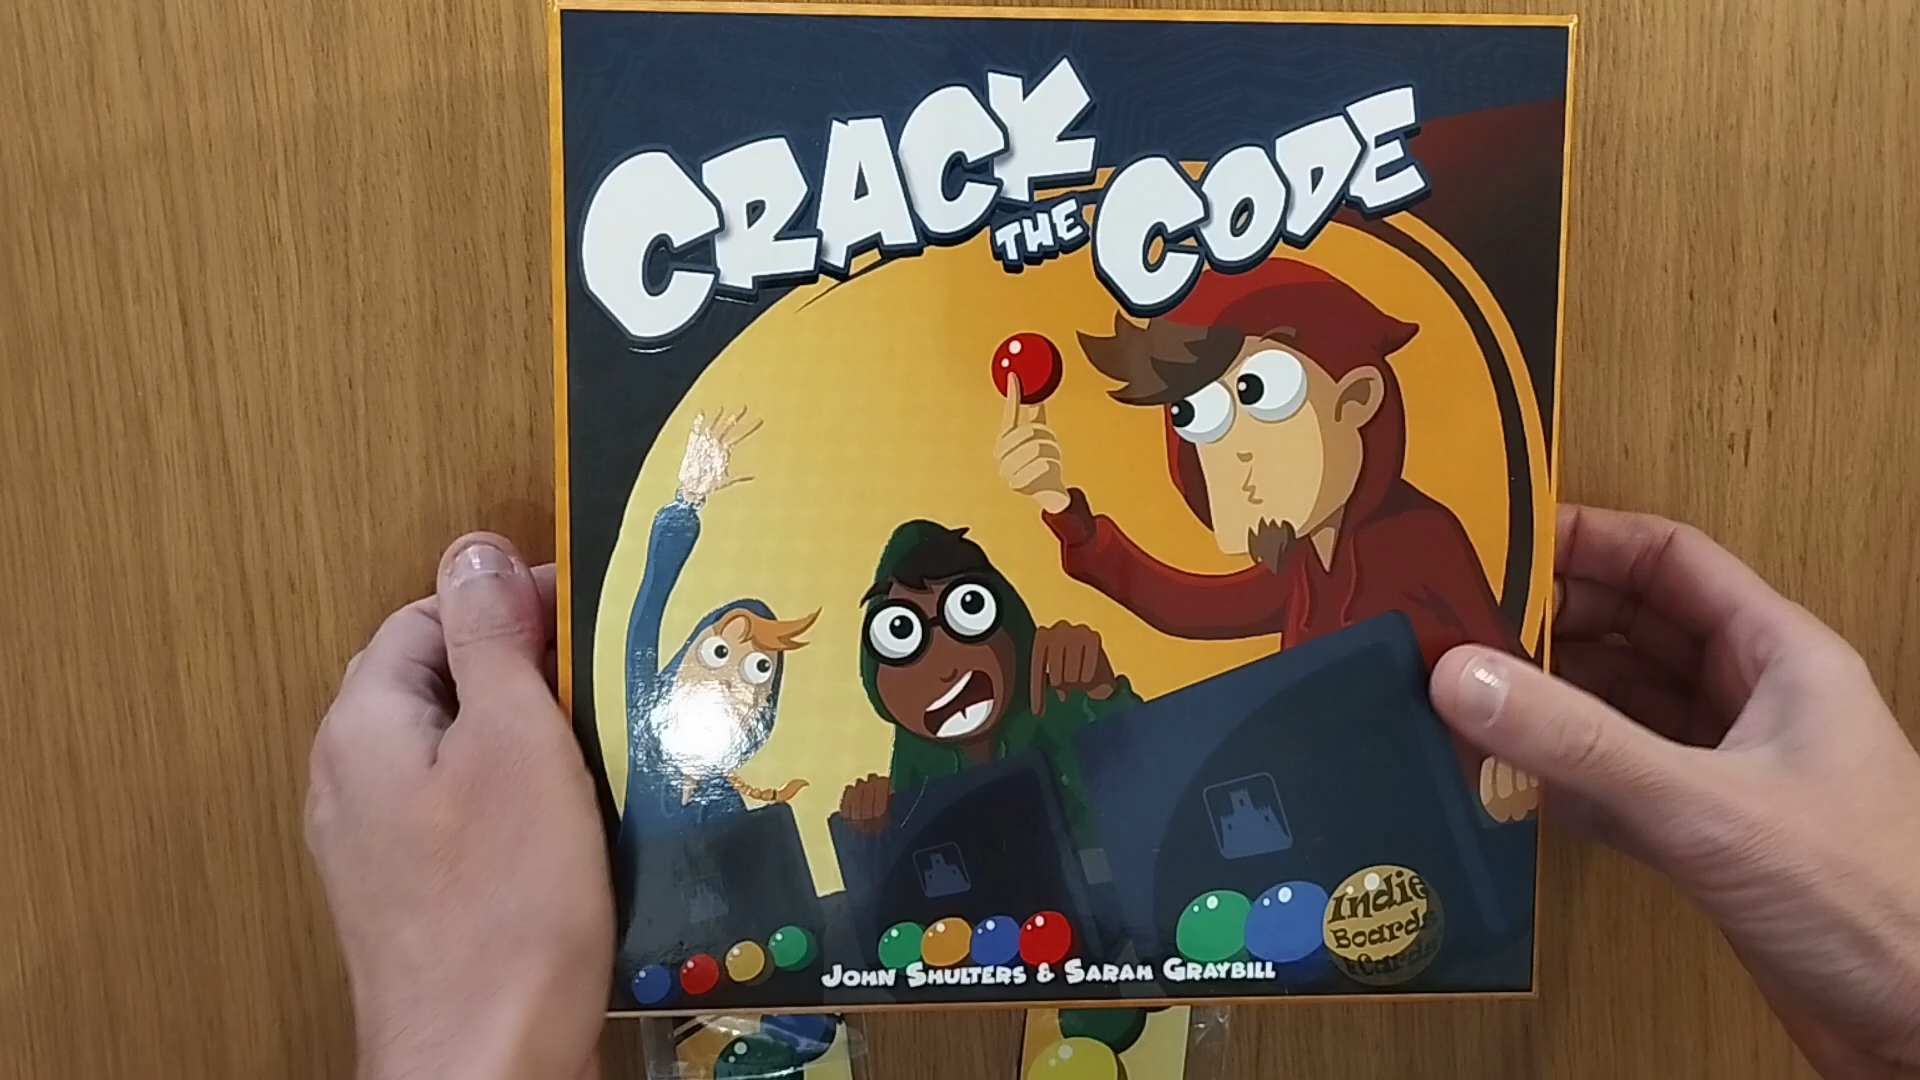 CRACK
THE CODE
Indie
Boards
& Cards
JOHN SHULTERS & SARAH GRAYBILL